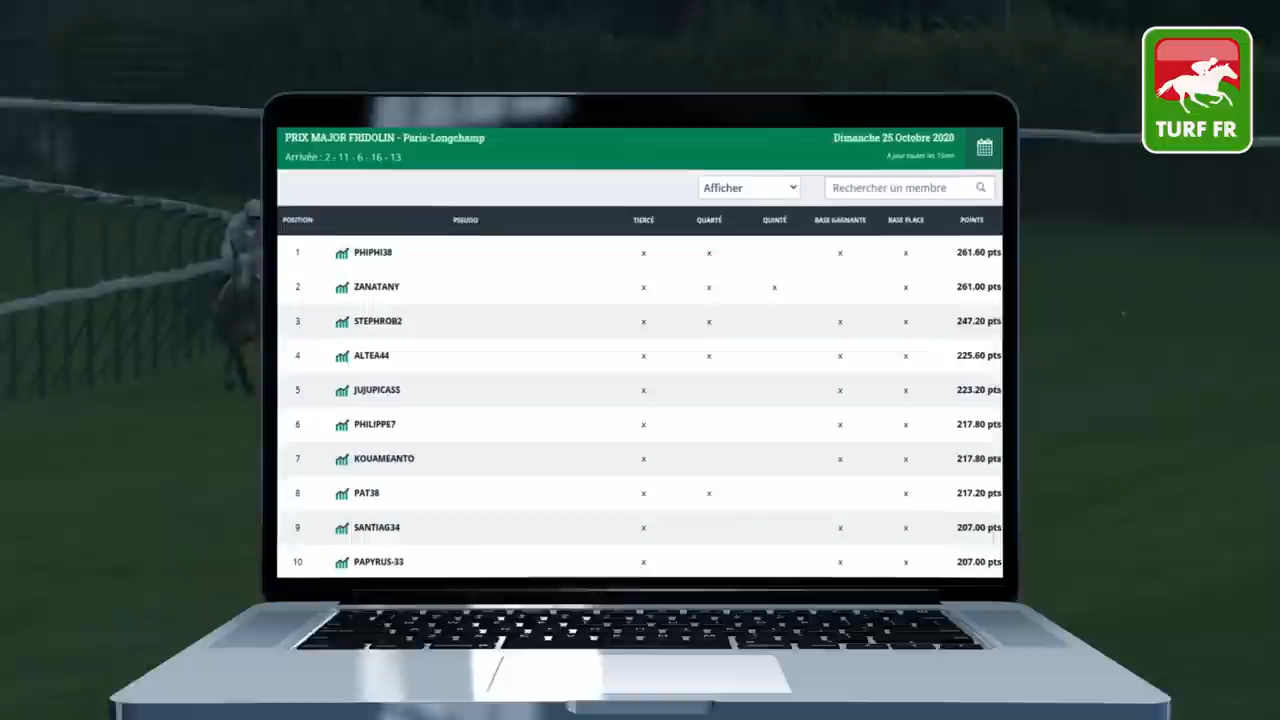 TURF FR
PRIX MAJOR FRIDOLIN - Paris-Longchamp
Dimanche 25 Octobre 2020
Arrivée : 2 - 11 - 6 - 16 - 13
A jour toutes les 15mn
Afficher
Rechercher un membre
POSITION PSEUDO TIERCÉ QUARTÉ QUINTÉ BASE GAGNANTE BASE PLACE POINTS
1 PHIPHI38 x x x x 261.60 pts
2 ZANATANY x x x x 261.00 pts
3 STEPHROB2 x x x x 247.20 pts
4 ALTEA44 x x x x 225.60 pts
5 JUJUPICASS x x x 223.20 pts
6 PHILIPPE7 x x x 217.80 pts
7 KOUAMEANTO x x x 217.80 pts
8 PAT38 x x x 217.20 pts
9 SANTIAG34 x x x 207.00 pts
10 PAPYRUS-33 x x x 207.00 pts